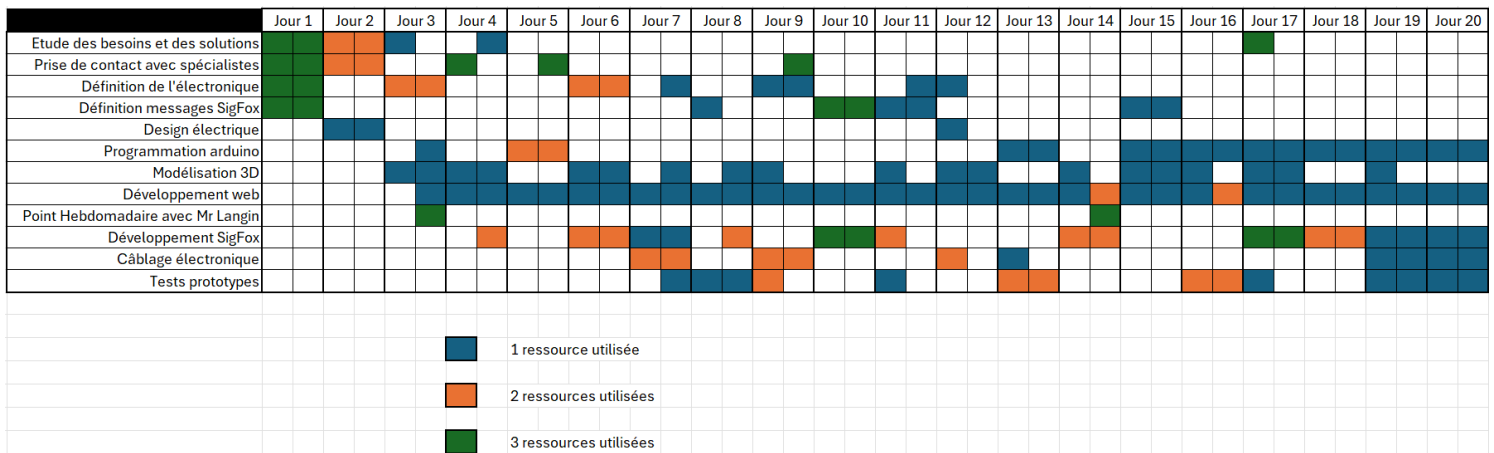 Jour 1 Jour 2 Jour 3 Jour 4 Jour 5 Jour 6 Jour 7 Jour 8 Jour 9 Jour 10 Jour 11 Jour 12 Jour 13 Jour 14 Jour 15 Jour 16 Jour 17 Jour 18 Jour 19 Jour 20
Etude des besoins et des solutions
Prise de contact avec spécialistes
Définition de l'électronique
Définition messages SigFox
Design électrique
Programmation arduino
Modélisation 3D
Développement web
Point Hebdomadaire avec Mr Langin
Développement SigFox
Câblage électronique
Tests prototypes
1 ressource utilisée
2 ressources utilisées
3 ressources utilisées